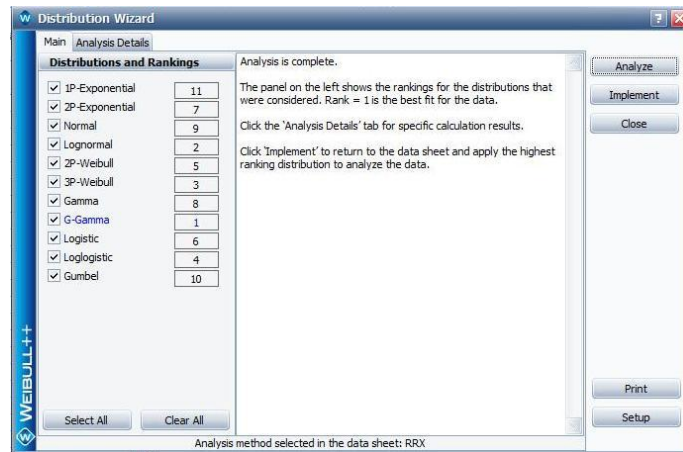 Distribution Wizard
?
Main Analysis Details
Distributions and Rankings
1P-Exponential 11
2P-Exponential 7
Normal 9
Lognormal 2
2P-Weibull 5
3P-Weibull 3
Gamma 8
G-Gamma 1
Logistic 6
Loglogistic 4
Gumbel 10
Select All Clear All
Analysis is complete.
The panel on the left shows the rankings for the distributions that
were considered. Rank = 1 is the best fit for the data.
Click the 'Analysis Details' tab for specific calculation results.
Click 'Implement' to return to the data sheet and apply the highest
ranking distribution to analyze the data.
Analyze
Implement
Close
Print
Setup
WEIBULL++
Analysis method selected in the data sheet: RRX